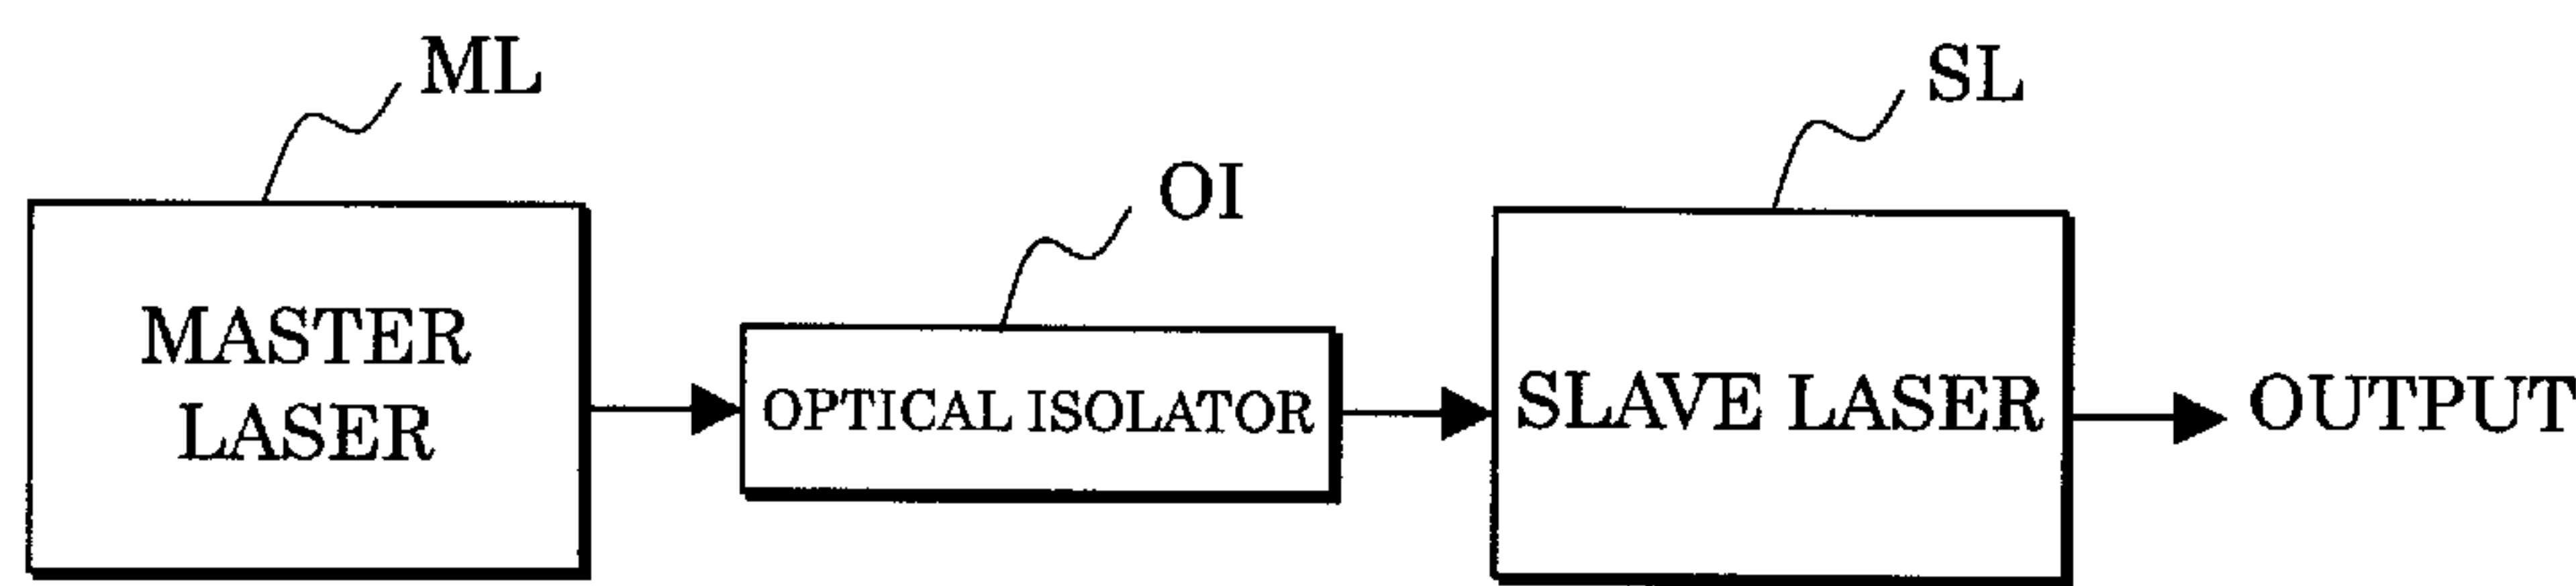 ML
OI
SL
MASTER
LASER
OPTICAL ISOLATOR
SLAVE LASER
OUTPUT